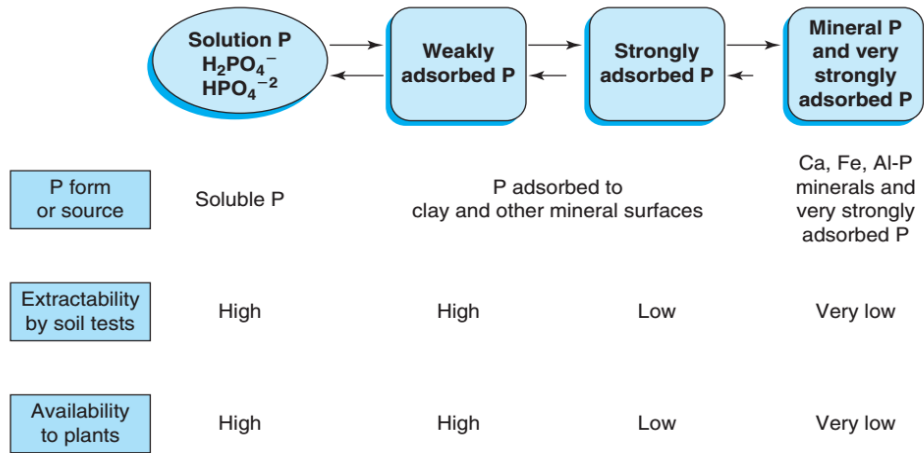 Solution P
H₂PO₄⁻
HPO₄⁻²
Weakly
adsorbed P
Strongly
adsorbed P
Mineral P
and very
strongly
adsorbed P
P form
or source
Soluble P
P adsorbed to
clay and other mineral surfaces
Ca, Fe, Al-P
minerals and
very strongly
adsorbed P
Extractability
by soil tests
High
High
Low
Very low
Availability
to plants
High
High
Low
Very low